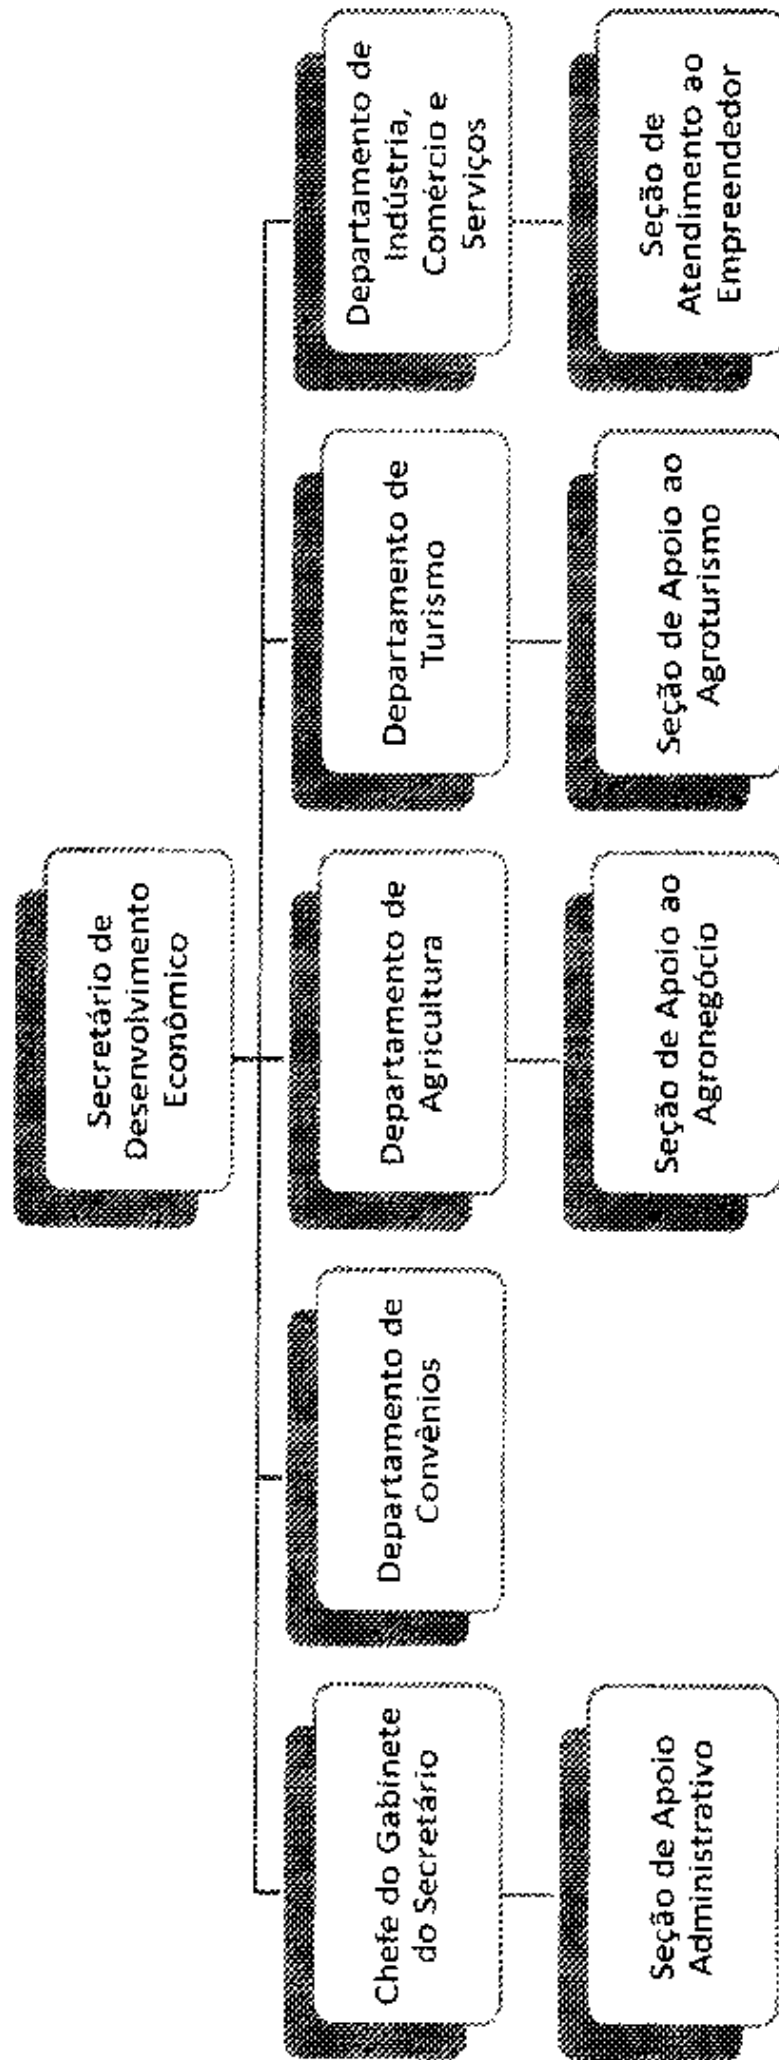 Secretário de
Desenvolvimento
Econômico
Chefe do Gabinete
do Secretário
Departamento de
Convênios
Departamento de
Agricultura
Departamento de
Turismo
Departamento de
Indústria,
Comércio e
Serviços
Seção de Apoio
Administrativo
Seção de Apoio ao
Agronegócio
Seção de Apoio ao
Agroturismo
Seção de
Atendimento ao
Empreendedor